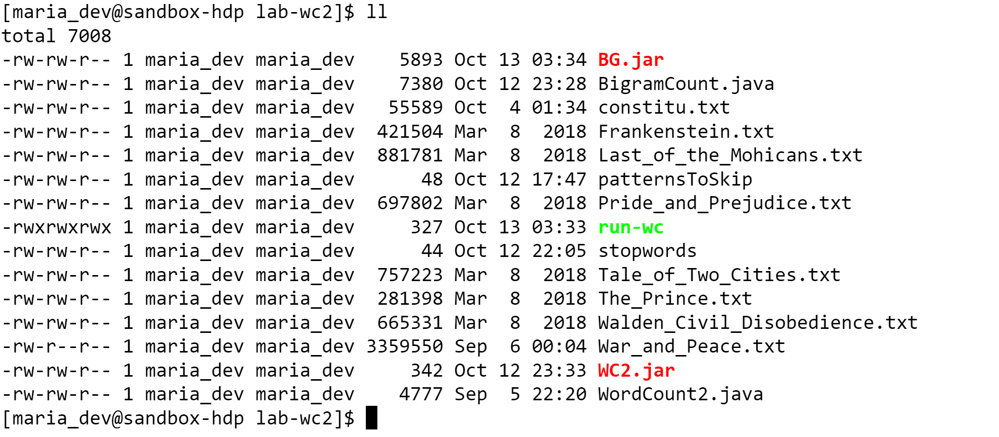 [maria_dev@sandbox-hdp lab-wc2]$ ll
total 7008
-rw-rw-r-- 1 maria_dev maria_dev    5893 Oct 13 03:34 BG.jar
-rw-rw-r-- 1 maria_dev maria_dev    7380 Oct 12 23:28 BigramCount.java
-rw-rw-r-- 1 maria_dev maria_dev   55589 Oct  4 01:34 constitu.txt
-rw-rw-r-- 1 maria_dev maria_dev  421504 Mar  8  2018 Frankenstein.txt
-rw-rw-r-- 1 maria_dev maria_dev  881781 Mar  8  2018 Last_of_the_Mohicans.txt
-rw-rw-r-- 1 maria_dev maria_dev      48 Oct 12 17:47 patternsToSkip
-rw-rw-r-- 1 maria_dev maria_dev  697802 Mar  8  2018 Pride_and_Prejudice.txt
-rwxrwxrwx 1 maria_dev maria_dev     327 Oct 13 03:33 run-wc
-rw-rw-r-- 1 maria_dev maria_dev      44 Oct 12 22:05 stopwords
-rw-rw-r-- 1 maria_dev maria_dev  757223 Mar  8  2018 Tale_of_Two_Cities.txt
-rw-rw-r-- 1 maria_dev maria_dev  281398 Mar  8  2018 The_Prince.txt
-rw-rw-r-- 1 maria_dev maria_dev  665331 Mar  8  2018 Walden_Civil_Disobedience.txt
-rw-r--r-- 1 maria_dev maria_dev 3359550 Sep  6 00:04 War_and_Peace.txt
-rw-rw-r-- 1 maria_dev maria_dev     342 Oct 12 23:33 WC2.jar
-rw-rw-r-- 1 maria_dev maria_dev    4777 Sep  5 22:20 WordCount2.java
[maria_dev@sandbox-hdp lab-wc2]$